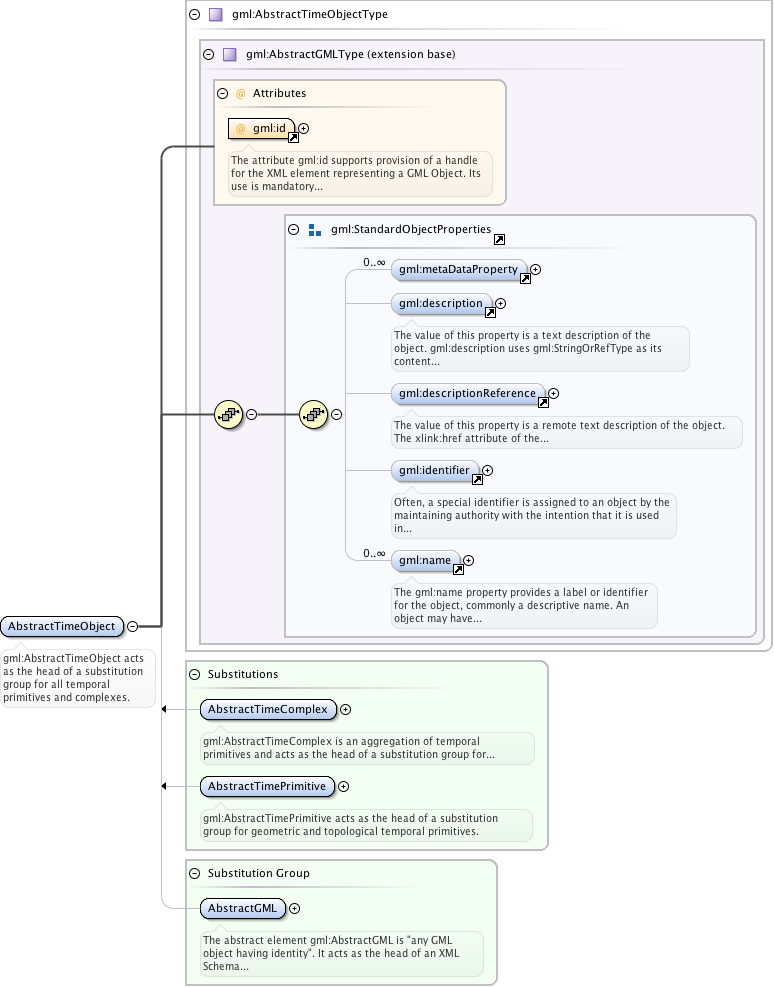 gml:AbstractTimeObjectType
gml:AbstractGMLType (extension base)
@ Attributes
@ gml:id
The attribute gml:id supports provision of a handle
for the XML element representing a GML Object. Its
use is mandatory...
gml:StandardObjectProperties
0..∞
gml:metaDataProperty
gml:description
The value of this property is a text description of the
object. gml:description uses gml:StringOrRefType as its
content...
gml:descriptionReference
The value of this property is a remote text description of the object.
The xlink:href attribute of the...
gml:identifier
Often, a special identifier is assigned to an object by the
maintaining authority with the intention that it is used
in...
0..∞
gml:name
The gml:name property provides a label or identifier
for the object, commonly a descriptive name. An
object may have...
AbstractTimeObject
gml:AbstractTimeObject acts
as the head of a substitution
group for all temporal
primitives and complexes.
Substitutions
AbstractTimeComplex
gml:AbstractTimeComplex is an aggregation of temporal
primitives and acts as the head of a substitution group for...
AbstractTimePrimitive
gml:AbstractTimePrimitive acts as the head of a substitution
group for geometric and topological temporal primitives.
Substitution Group
AbstractGML
The abstract element gml:AbstractGML is "any GML
object having identity". It acts as the head of an XML
Schema...